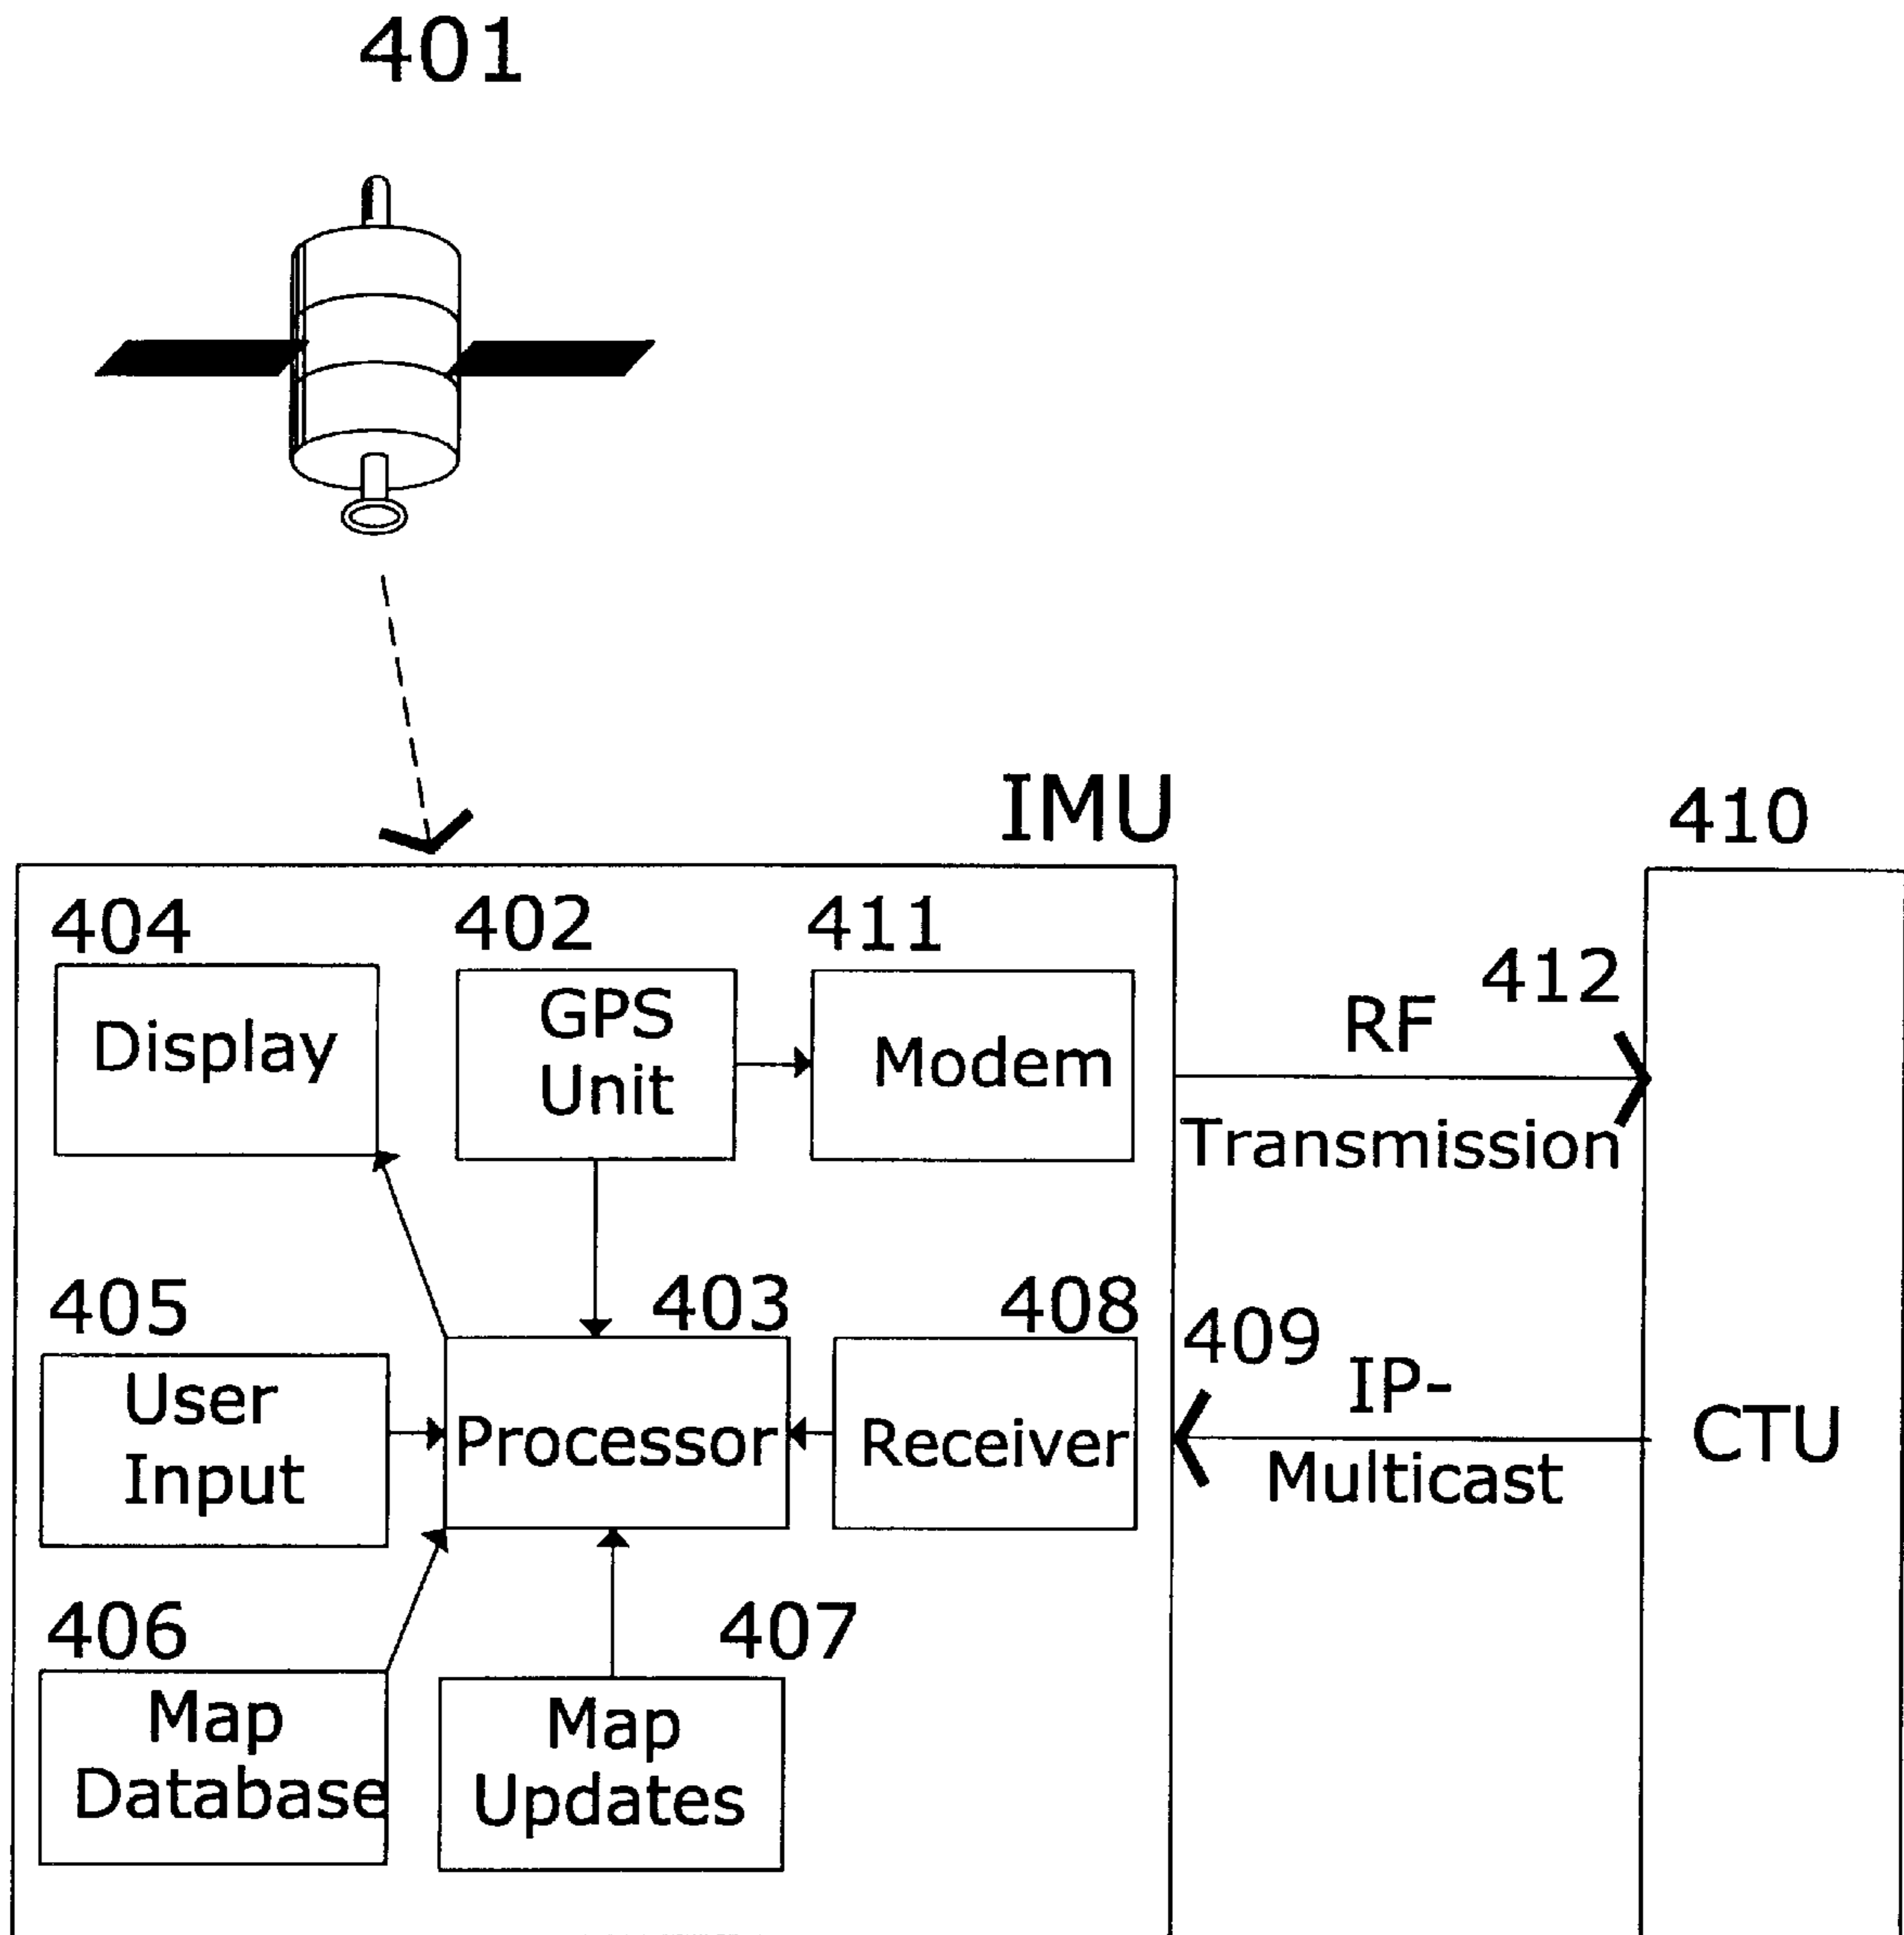 401
IMU
410
404
402
411
412
Display
GPS
Unit
Modem
RF
Transmission
405
403
408
409
User
Input
Processor
Receiver
IP-
Multicast
CTU
406
407
Map
Database
Map
Updates